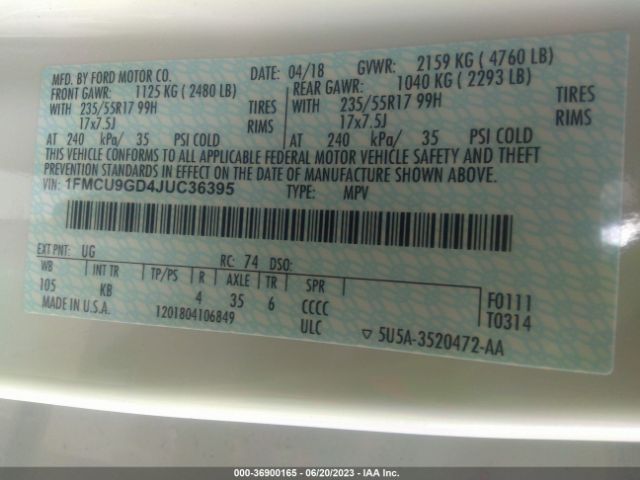 MFD. BY FORD MOTOR CO. DATE: 04/18 GVWR: 2159 KG ( 4760 LB)
FRONT GAWR: 1125 KG ( 2480 LB) REAR GAWR: 1040 KG ( 2293 LB)
WITH 235/55R17 99H TIRES WITH 235/55R17 99H TIRES
17x7.5J RIMS 17x7.5J RIMS
AT 240 kPa/ 35 PSI COLD AT 240 kPa/ 35 PSI COLD
THIS VEHICLE CONFORMS TO ALL APPLICABLE FEDERAL MOTOR VEHICLE SAFETY AND THEFT
PREVENTION STANDARDS IN EFFECT ON THE DATE OF MANUFACTURE SHOWN ABOVE.
VIN: 1FMCU9GD4JUC36395 TYPE: MPV
EXT PNT: UG RC: 74 DSO:
WB INT TR TP/PS R AXLE TR SPR
105 KB 4 35 6 CCCC F0111
MADE IN U.S.A. 1201804106849 ULC T0314
▽ 5U5A-3520472-AA
000-36900165 - 06/20/2023 - IAA Inc.